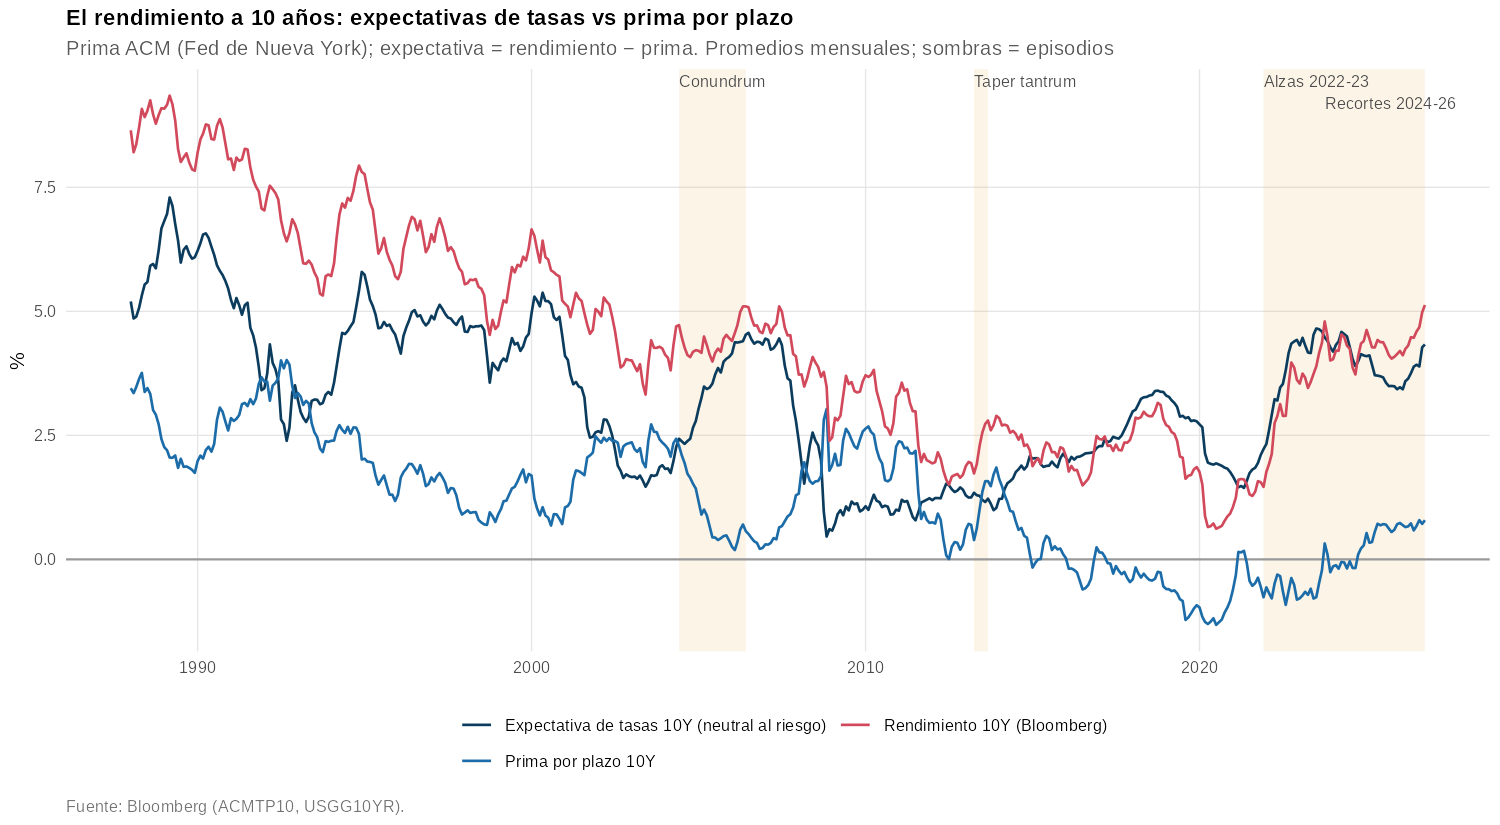 El rendimiento a 10 años: expectativas de tasas vs prima por plazo
Prima ACM (Fed de Nueva York); expectativa = rendimiento − prima. Promedios mensuales; sombras = episodios
Conundrum
Taper tantrum
Alzas 2022-23
Recortes 2024-26
%
7.5
5.0
2.5
0.0
1990
2000
2010
2020
Expectativa de tasas 10Y (neutral al riesgo)
Rendimiento 10Y (Bloomberg)
Prima por plazo 10Y
Fuente: Bloomberg (ACMTP10, USGG10YR).